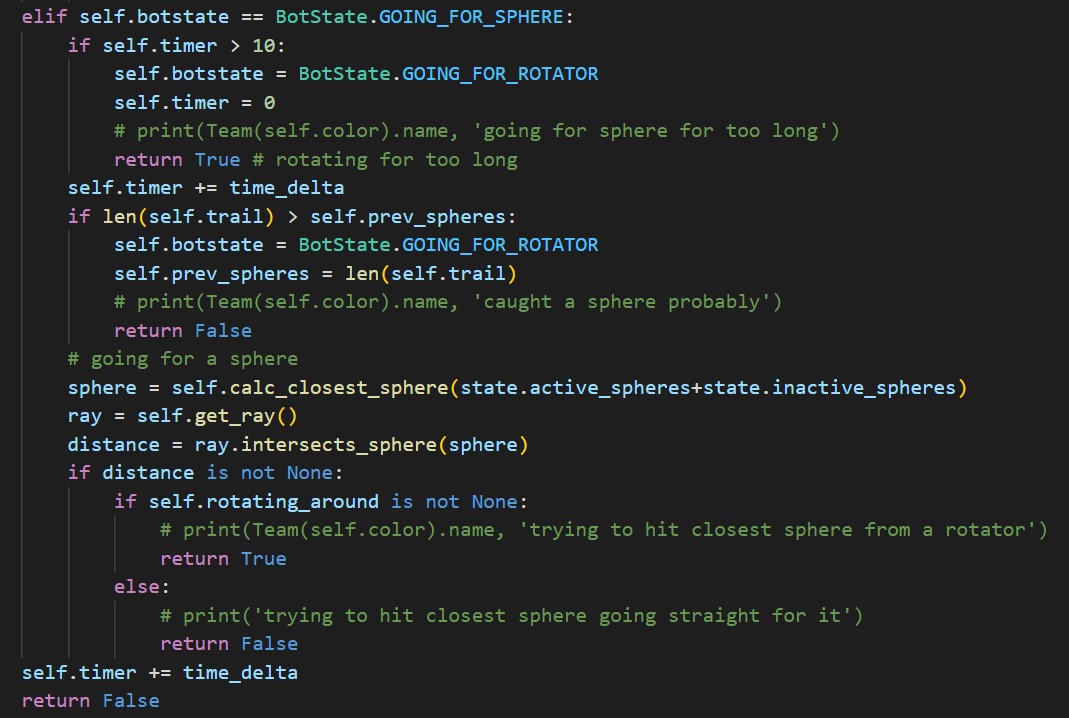 elif self.botstate == BotState.GOING_FOR_SPHERE:
    if self.timer > 10:
        self.botstate = BotState.GOING_FOR_ROTATOR
        self.timer = 0
        # print(Team(self.color).name, 'going for sphere for too long')
        return True # rotating for too long
    self.timer += time_delta
    if len(self.trail) > self.prev_spheres:
        self.botstate = BotState.GOING_FOR_ROTATOR
        self.prev_spheres = len(self.trail)
        # print(Team(self.color).name, 'caught a sphere probably')
        return False
    # going for a sphere
    sphere = self.calc_closest_sphere(state.active_spheres+state.inactive_spheres)
    ray = self.get_ray()
    distance = ray.intersects_sphere(sphere)
    if distance is not None:
        if self.rotating_around is not None:
            # print(Team(self.color).name, 'trying to hit closest sphere from a rotator')
            return True
        else:
            # print('trying to hit closest sphere going straight for it')
            return False
self.timer += time_delta
return False